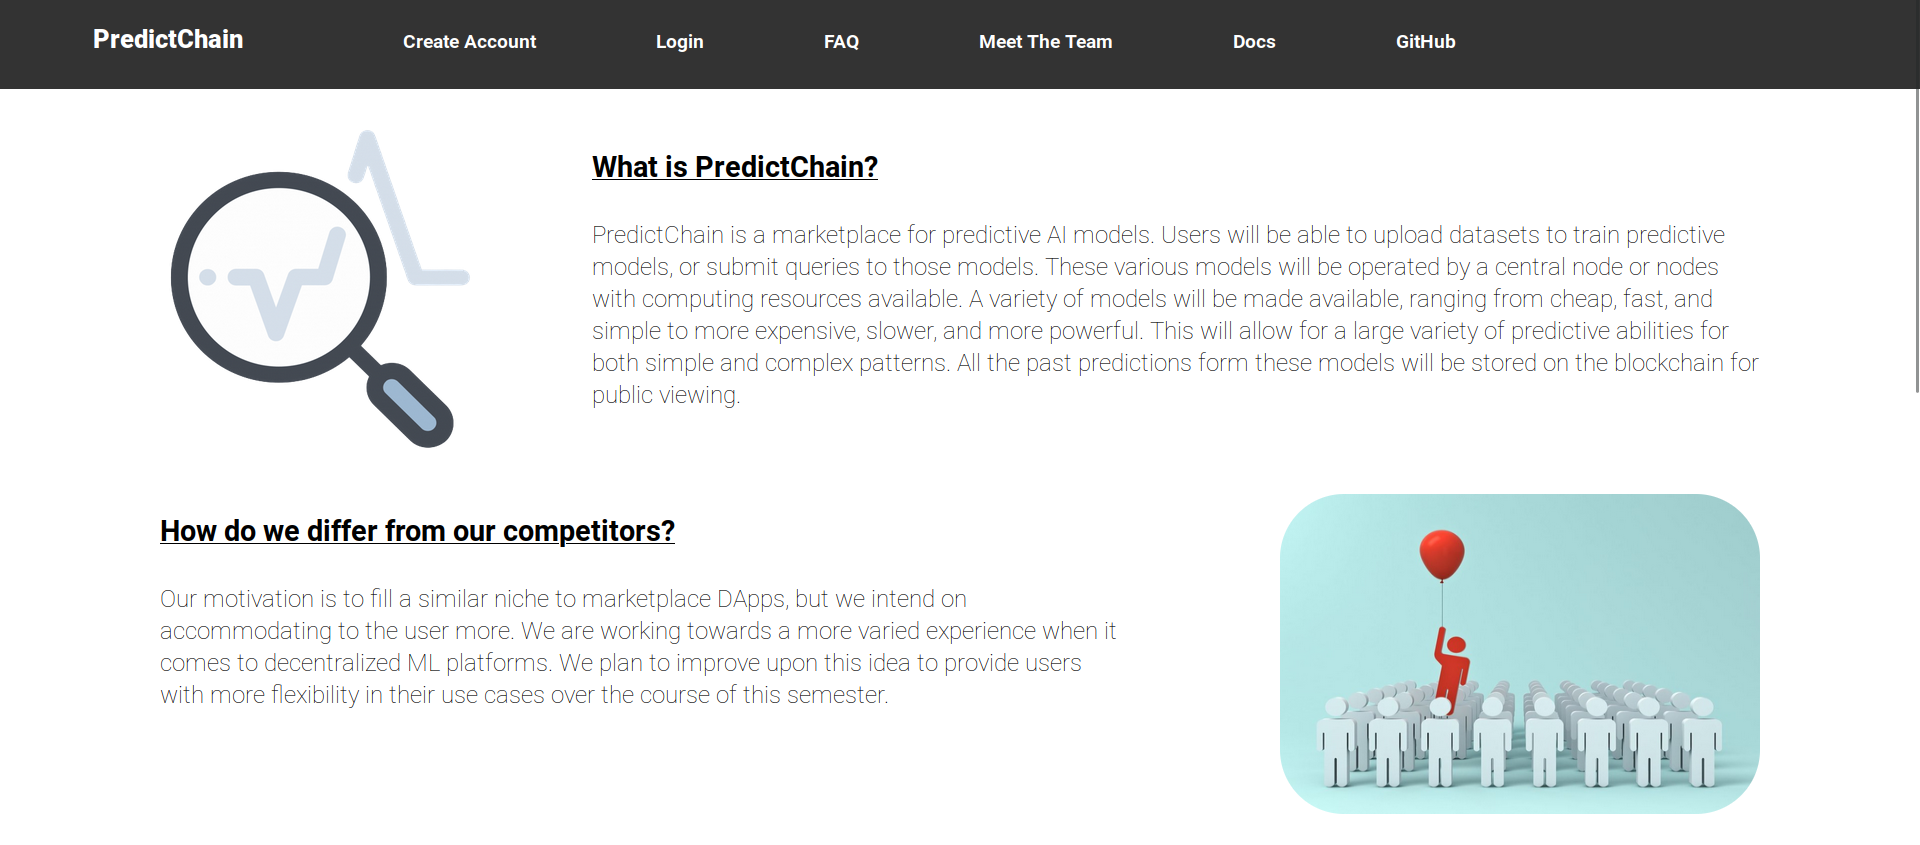 PredictChain Create Account Login FAQ Meet The Team Docs GitHub
What is PredictChain?
PredictChain is a marketplace for predictive AI models. Users will be able to upload datasets to train predictive
models, or submit queries to those models. These various models will be operated by a central node or nodes
with computing resources available. A variety of models will be made available, ranging from cheap, fast, and
simple to more expensive, slower, and more powerful. This will allow for a large variety of predictive abilities for
both simple and complex patterns. All the past predictions form these models will be stored on the blockchain for
public viewing.
How do we differ from our competitors?
Our motivation is to fill a similar niche to marketplace DApps, but we intend on
accommodating to the user more. We are working towards a more varied experience when it
comes to decentralized ML platforms. We plan to improve upon this idea to provide users
with more flexibility in their use cases over the course of this semester.